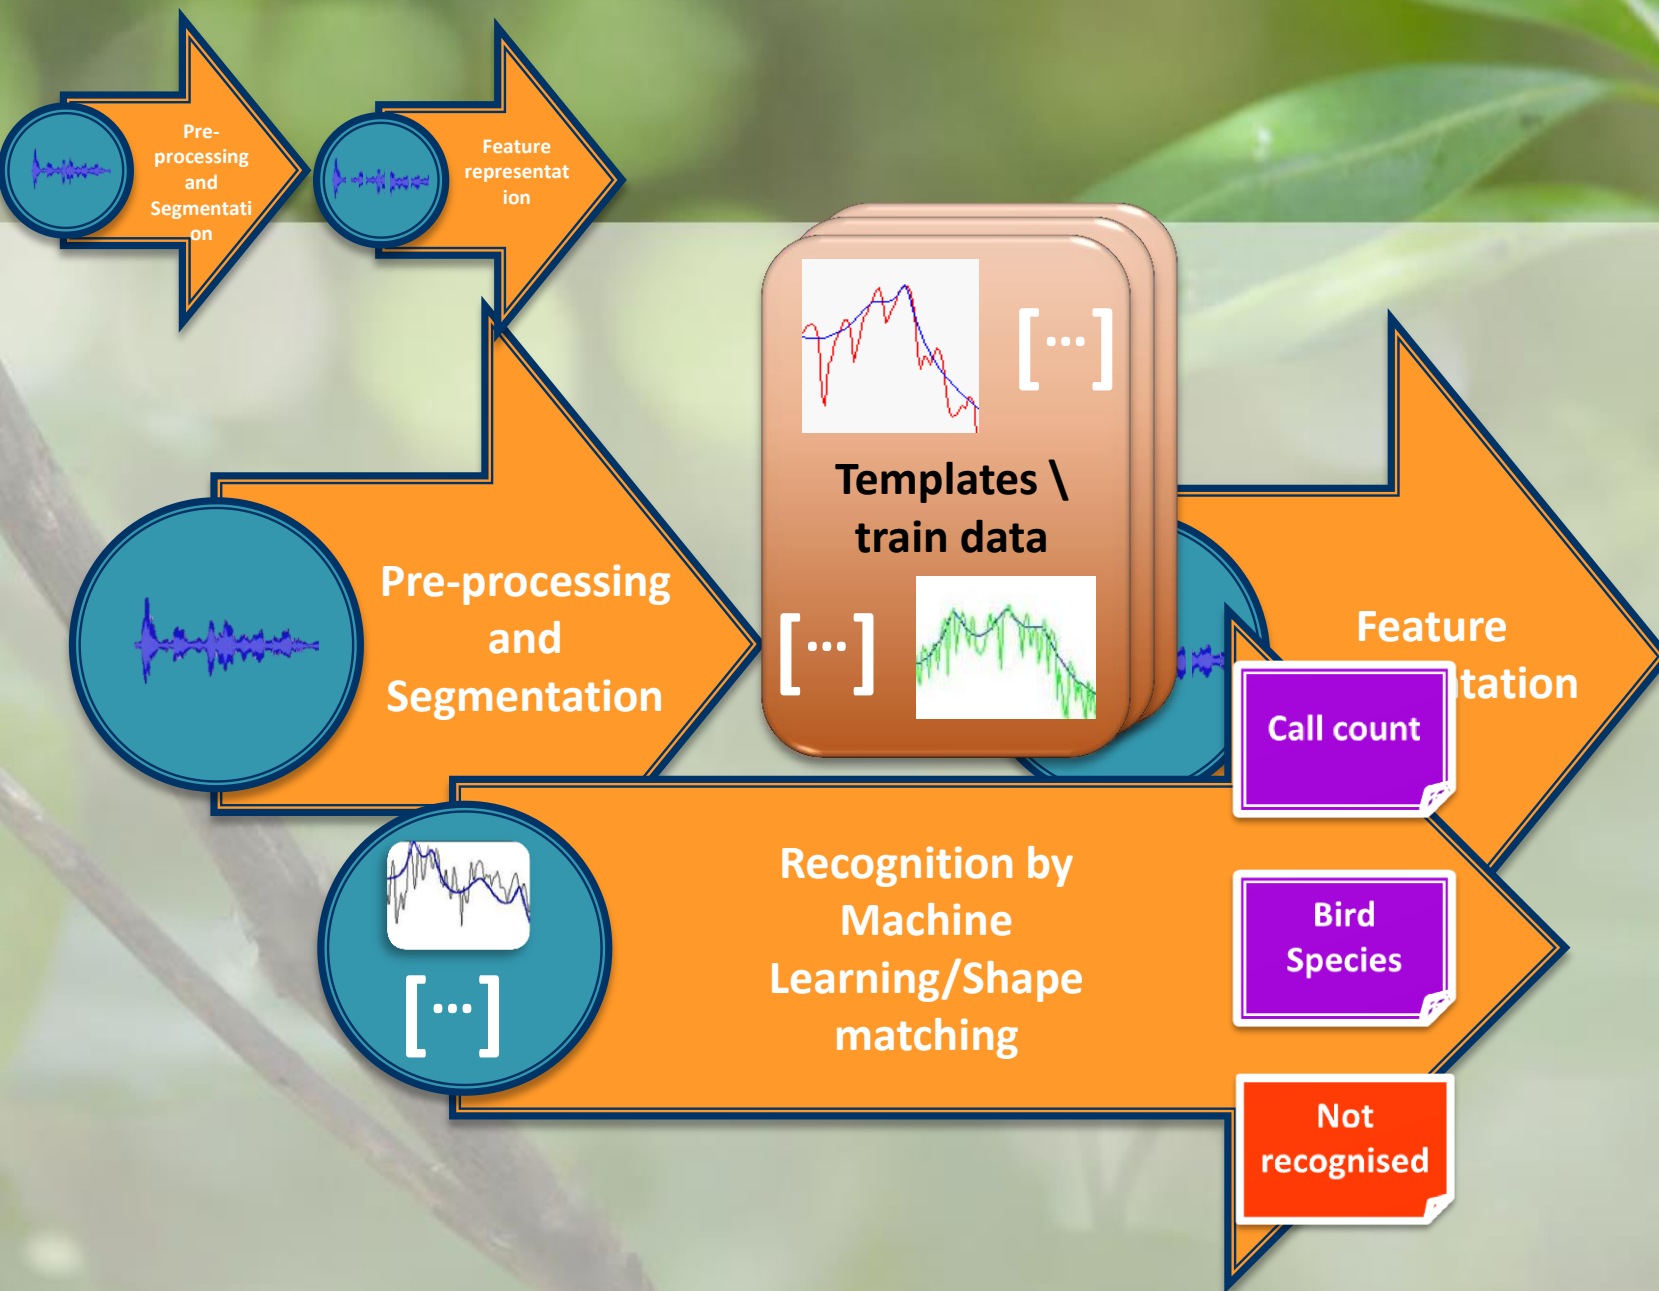 Pre-
processing
and
Segmentati
on
Feature
representat
ion
[...]
Templates \
train data
[...]
Pre-processing
and
Segmentation
Feature
tation
Call count
Recognition by
Machine
Learning/Shape
matching
[...]
Bird
Species
Not
recognised